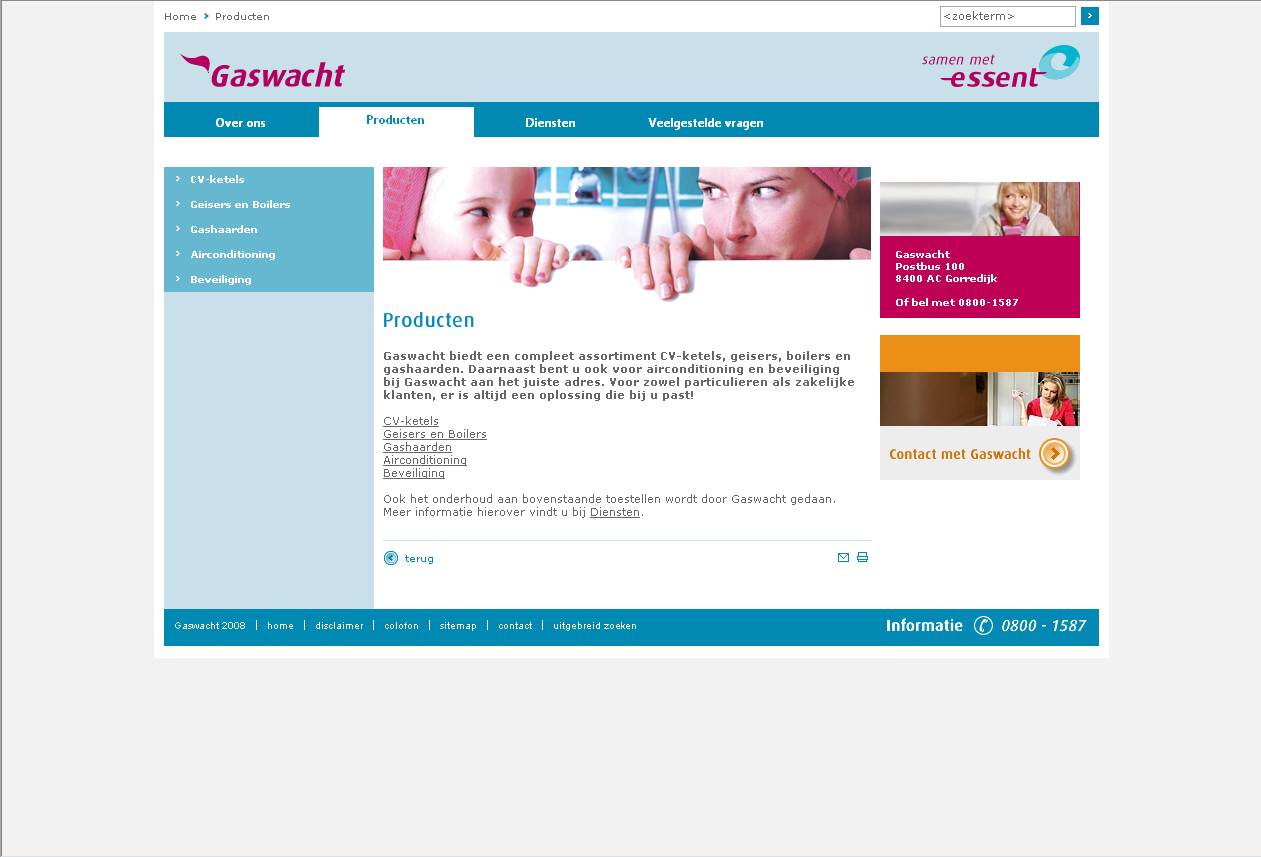 Home > Producten
<zoekterm>
Gaswacht
samen met
essent
Over ons
Producten
Diensten
Veelgestelde vragen
CV-ketels
Geisers en Boilers
Gashaarden
Airconditioning
Beveiliging
Producten
Gaswacht biedt een compleet assortiment CV-ketels, geisers, boilers en
gashaarden. Daarnaast bent u ook voor airconditioning en beveiliging
bij Gaswacht aan het juiste adres. Voor zowel particulieren als zakelijke
klanten, er is altijd een oplossing die bij u past!
CV-ketels
Geisers en Boilers
Gashaarden
Airconditioning
Beveiliging
Ook het onderhoud aan bovenstaande toestellen wordt door Gaswacht gedaan.
Meer informatie hierover vindt u bij Diensten.
terug
Gaswacht
Postbus 100
8400 AC Gorredijk
Of bel met 0800-1587
Contact met Gaswacht
Gaswacht 2008 | home | disclaimer | colofon | sitemap | contact | uitgebreid zoeken
Informatie 0800 - 1587